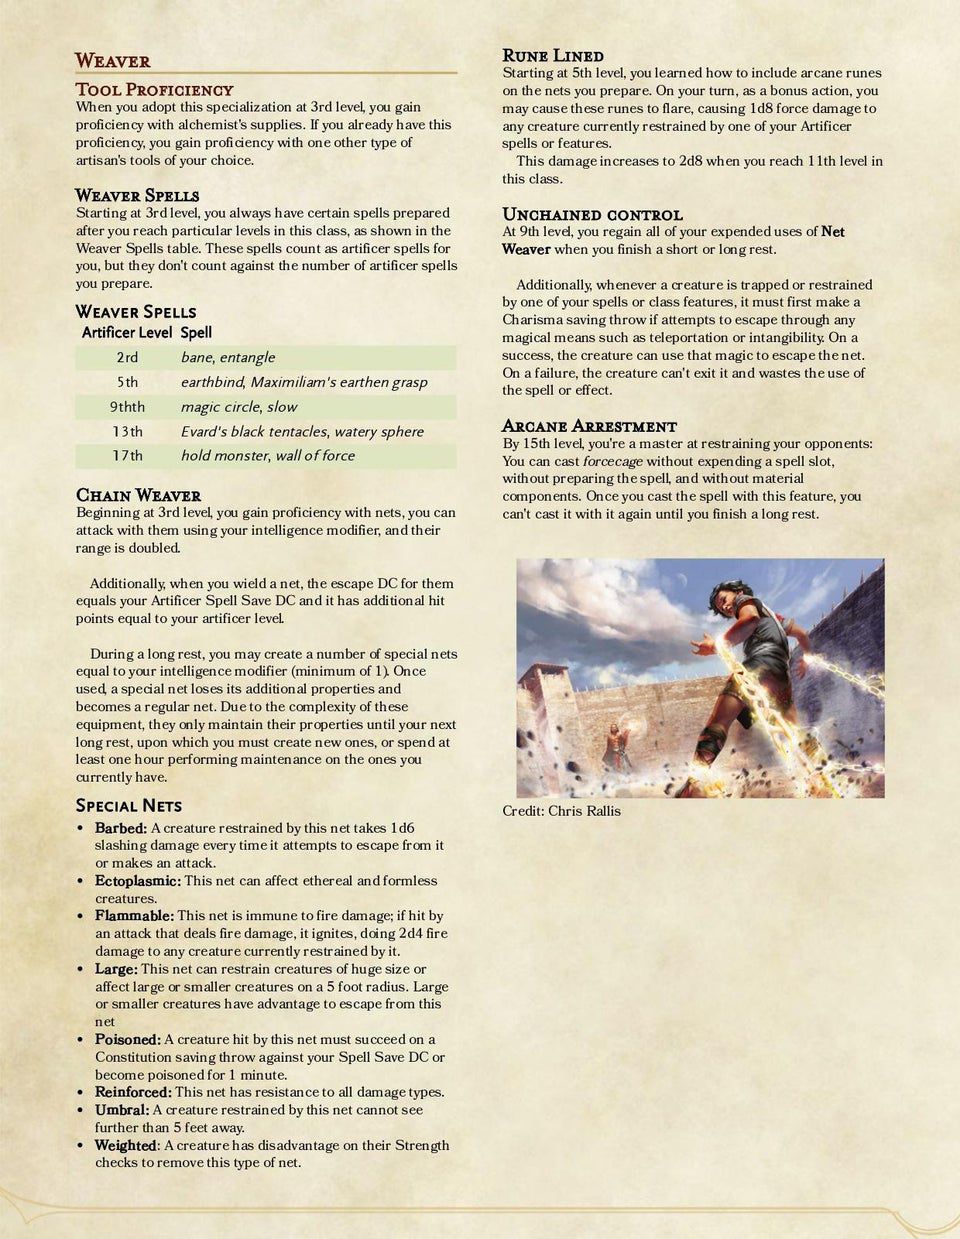 Weaver
Tool Proficiency
When you adopt this specialization at 3rd level, you gain
proficiency with alchemist's supplies. If you already have this
proficiency, you gain proficiency with one other type of
artisan's tools of your choice.
Weaver Spells
Starting at 3rd level, you always have certain spells prepared
after you reach particular levels in this class, as shown in the
Weaver Spells table. These spells count as artificer spells for
you, but they don't count against the number of artificer spells
you prepare.
Weaver Spells
Artificer Level Spell
2rd bane, entangle
5th earthbind, Maximiliam's earthen grasp
9thth magic circle, slow
13th Evard's black tentacles, watery sphere
17th hold monster, wall of force
Chain Weaver
Beginning at 3rd level, you gain proficiency with nets, you can
attack with them using your intelligence modifier, and their
range is doubled.
Additionally, when you wield a net, the escape DC for them
equals your Artificer Spell Save DC and it has additional hit
points equal to your artificer level.
During a long rest, you may create a number of special nets
equal to your intelligence modifier (minimum of 1). Once
used, a special net loses its additional properties and
becomes a regular net. Due to the complexity of these
equipment, they only maintain their properties until your next
long rest, upon which you must create new ones, or spend at
least one hour performing maintenance on the ones you
currently have.
Special Nets
• Barbed: A creature restrained by this net takes 1d6
slashing damage every time it attempts to escape from it
or makes an attack.
• Ectoplasmic: This net can affect ethereal and formless
creatures.
• Flammable: This net is immune to fire damage; if hit by
an attack that deals fire damage, it ignites, doing 2d4 fire
damage to any creature currently restrained by it.
• Large: This net can restrain creatures of huge size or
affect large or smaller creatures on a 5 foot radius. Large
or smaller creatures have advantage to escape from this
net
• Poisoned: A creature hit by this net must succeed on a
Constitution saving throw against your Spell Save DC or
become poisoned for 1 minute.
• Reinforced: This net has resistance to all damage types.
• Umbral: A creature restrained by this net cannot see
further than 5 feet away.
• Weighted: A creature has disadvantage on their Strength
checks to remove this type of net.
Rune Lined
Starting at 5th level, you learned how to include arcane runes
on the nets you prepare. On your turn, as a bonus action, you
may cause these runes to flare, causing 1d8 force damage to
any creature currently restrained by one of your Artificer
spells or features.
This damage increases to 2d8 when you reach 11th level in
this class.
Unchained control
At 9th level, you regain all of your expended uses of Net
Weaver when you finish a short or long rest.
Additionally, whenever a creature is trapped or restrained
by one of your spells or class features, it must first make a
Charisma saving throw if attempts to escape through any
magical means such as teleportation or intangibility. On a
success, the creature can use that magic to escape the net.
On a failure, the creature can't exit it and wastes the use of
the spell or effect.
Arcane Arrestment
By 15th level, you're a master at restraining your opponents:
You can cast forcecage without expending a spell slot,
without preparing the spell, and without material
components. Once you cast the spell with this feature, you
can't cast it with it again until you finish a long rest.
Credit: Chris Rallis